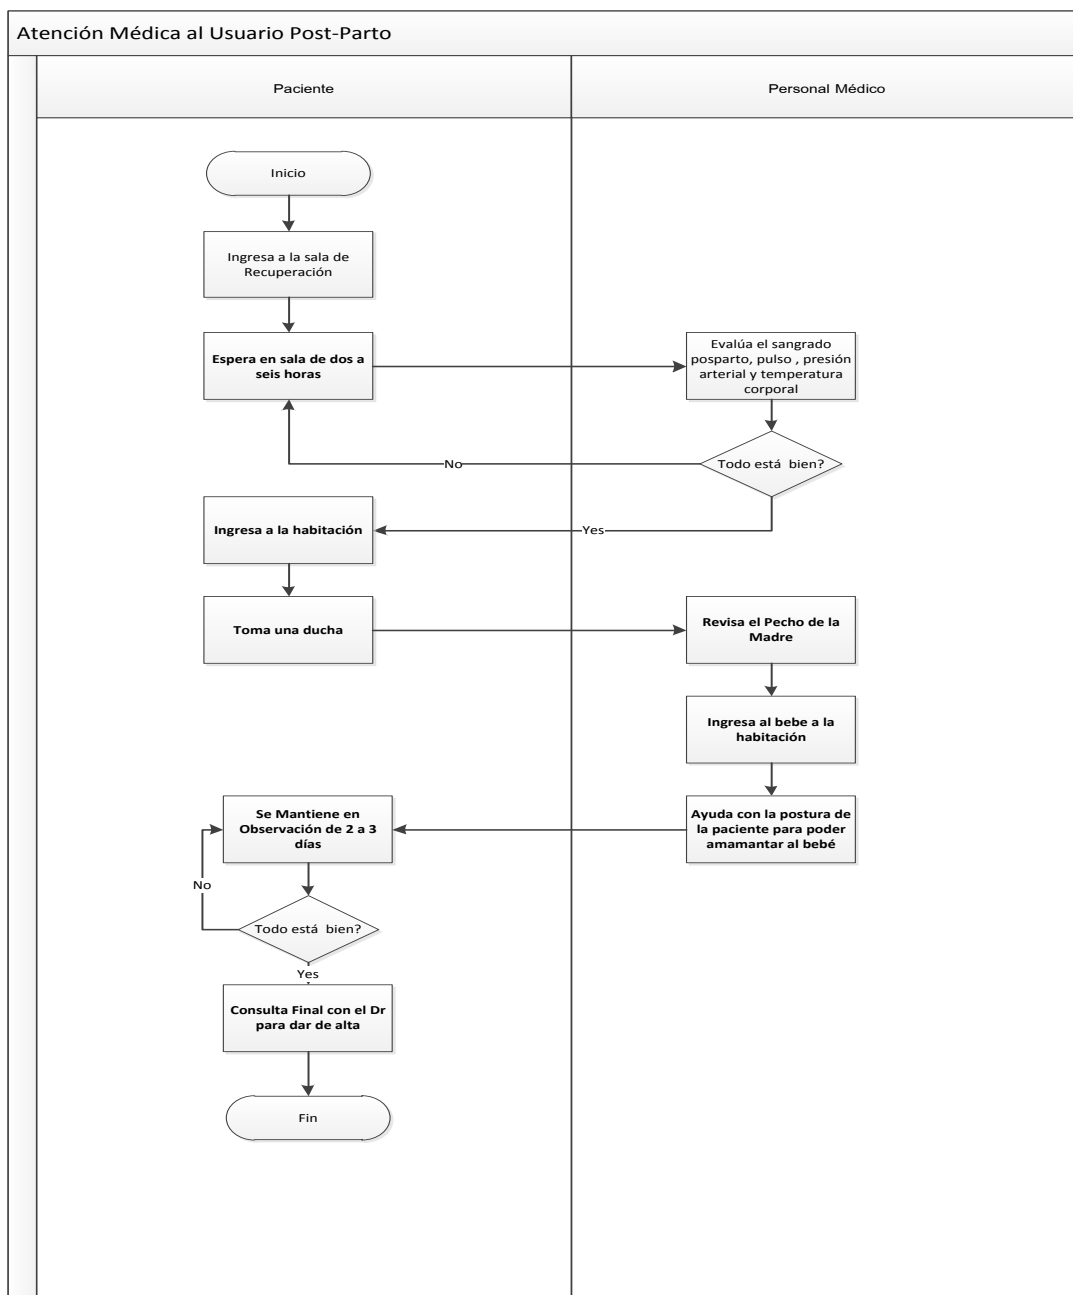 Atención Médica al Usuario Post-Parto
Paciente
Personal Médico
Inicio
Ingresa a la sala de
Recuperación
Espera en sala de dos a
seis horas
Evalúa el sangrado
posparto, pulso , presión
arterial y temperatura
corporal
Todo está  bien?
No
Yes
Ingresa a la habitación
Toma una ducha
Revisa el Pecho de la
Madre
Ingresa al bebe a la
habitación
Ayuda con la postura de
la paciente para poder
amamantar al bebé
Se Mantiene en
Observación de 2 a 3
días
No
Todo está  bien?
Yes
Consulta Final con el Dr
para dar de alta
Fin